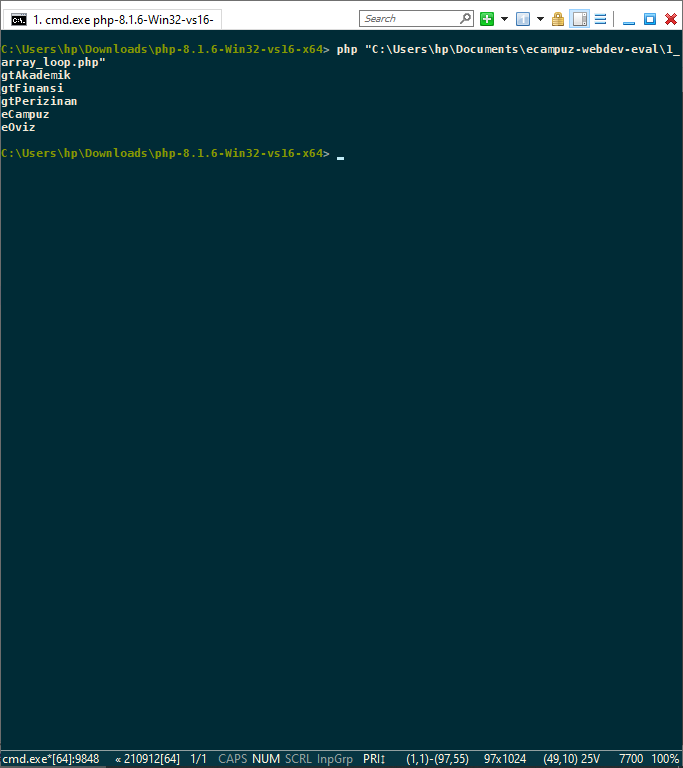 1. cmd.exe php-8.1.6-Win32-vs16-
Search
C:\Users\hp\Downloads\php-8.1.6-Win32-vs16-x64> php "C:\Users\hp\Documents\ecampuz-webdev-eval\1_
array_loop.php"
gtAkademik
gtFinansi
gtPerizinan
eCampuz
eOviz
C:\Users\hp\Downloads\php-8.1.6-Win32-vs16-x64>
cmd.exe*[64]:9848 « 210912[64] 1/1 CAPS NUM SCRL InpGrp PRI↕ (1,1)-(97,55) 97x1024 (49,10) 25V 7700 100%